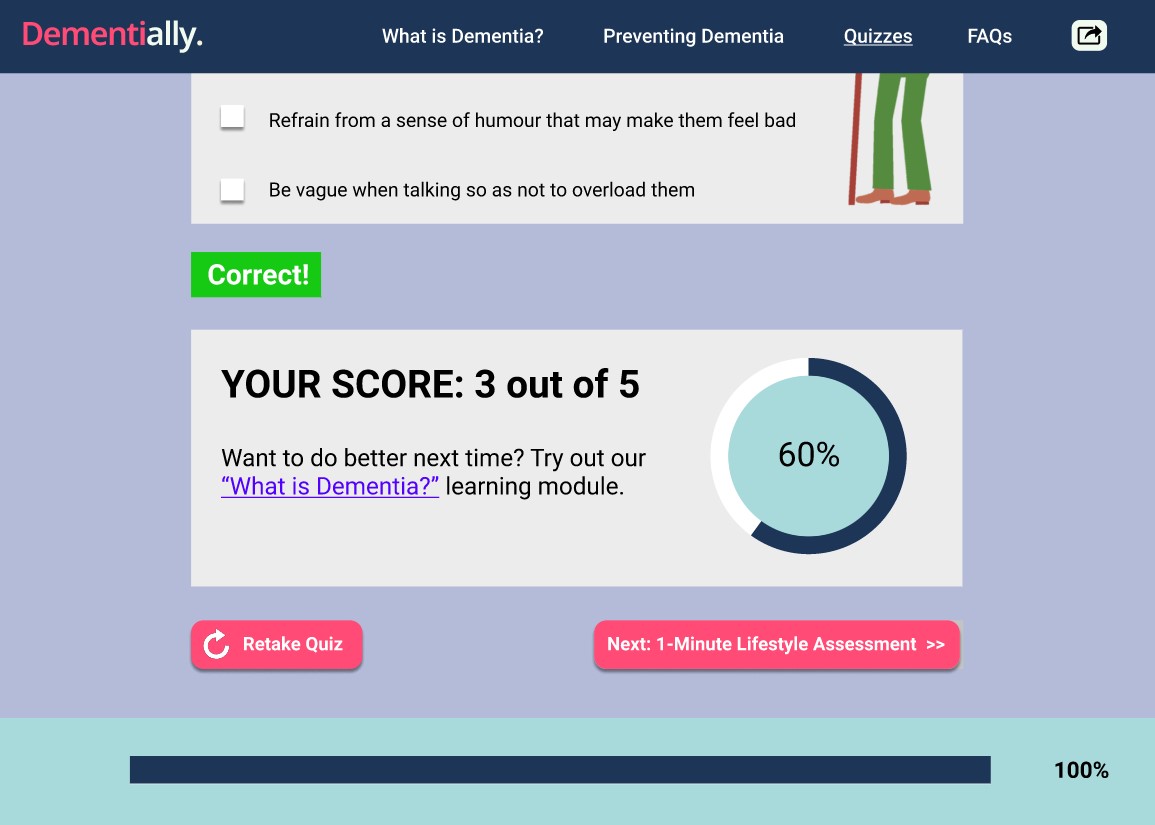 Dementially.
What is Dementia?
Preventing Dementia
Quizzes
FAQs
Refrain from a sense of humour that may make them feel bad
Be vague when talking so as not to overload them
Correct!
YOUR SCORE: 3 out of 5
Want to do better next time? Try out our
“What is Dementia?” learning module.
60%
Retake Quiz
Next: 1-Minute Lifestyle Assessment >>
100%